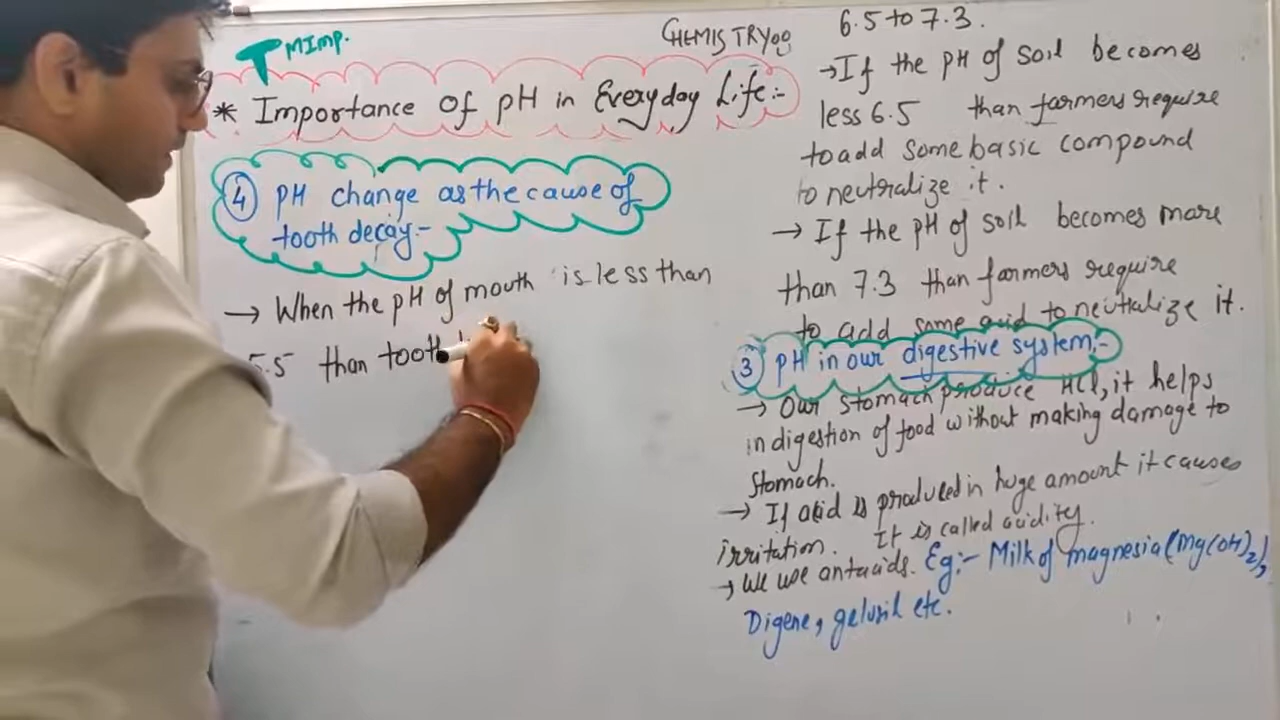 MImp.
CHEMISTRY
* Importance of pH in Everyday Life:-
④ PH change as the cause of
tooth decay:-
→ When the pH of mouth is less than
5.5 than tooth
6.5 to 7.3.
→ If the pH of soil becomes
less 6.5 than farmers require
to add some basic compound
to neutralize it.
→ If the pH of soil becomes more
than 7.3 than farmers require
to add some acid to neutralize it.
③ PH in our digestive system:-
→ Our stomach produce HCl, it helps
in digestion of food without making damage to
stomach.
→ If acid is produced in huge amount it causes
irritation. It is called acidity.
→ We use antacids. Eg:- Milk of magnesia (Mg(OH)2),
Digene, gelusil etc.